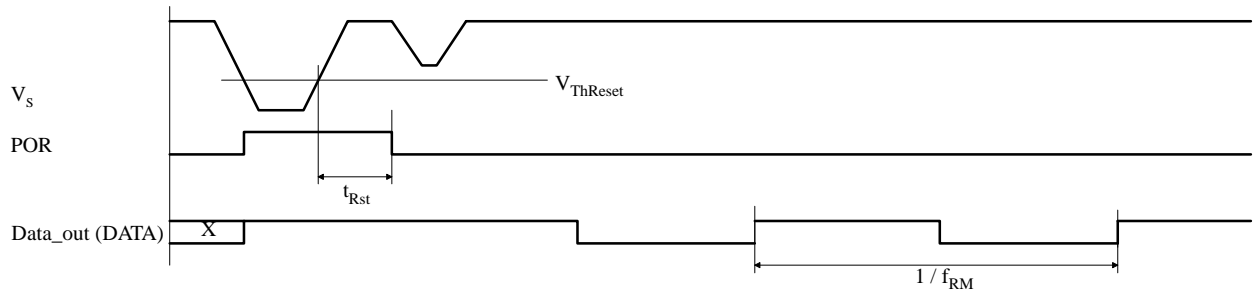 V_ThReset
V_S
POR
t_Rst
Data_out (DATA)
X
1 / f_RM